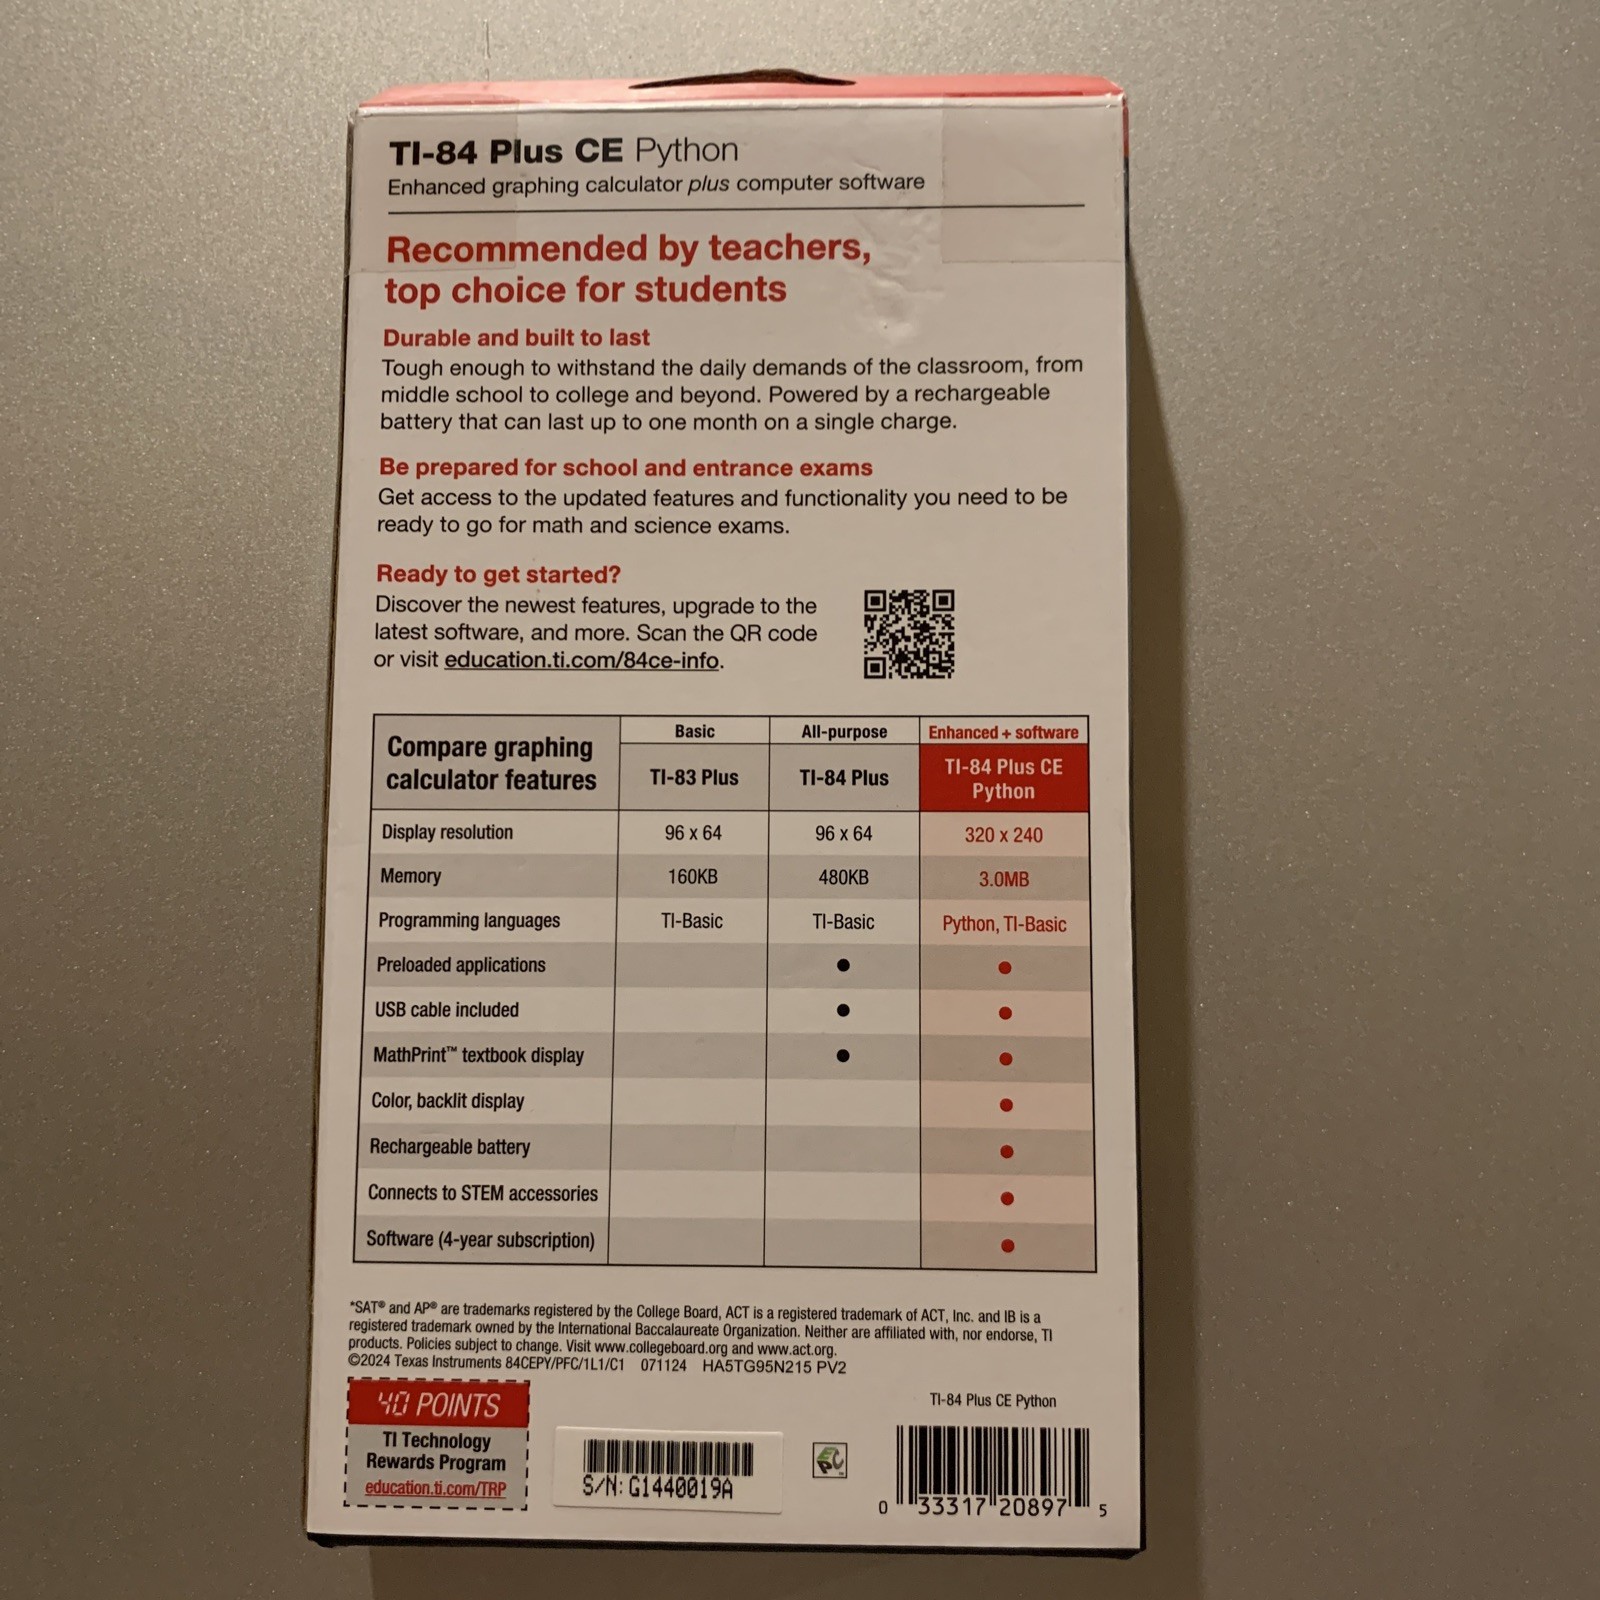 TI-84 Plus CE Python
Enhanced graphing calculator plus computer software
Recommended by teachers,
top choice for students
Durable and built to last
Tough enough to withstand the daily demands of the classroom, from
middle school to college and beyond. Powered by a rechargeable
battery that can last up to one month on a single charge.
Be prepared for school and entrance exams
Get access to the updated features and functionality you need to be
ready to go for math and science exams.
Ready to get started?
Discover the newest features, upgrade to the
latest software, and more. Scan the QR code
or visit education.ti.com/84ce-info.
Compare graphing
calculator features
Basic
All-purpose
Enhanced + software
TI-83 Plus
TI-84 Plus
TI-84 Plus CE
Python
Display resolution 96 x 64 96 x 64 320 x 240
Memory 160KB 480KB 3.0MB
Programming languages TI-Basic TI-Basic Python, TI-Basic
Preloaded applications ● ●
USB cable included ● ●
MathPrint™ textbook display ● ●
Color, backlit display ●
Rechargeable battery ●
Connects to STEM accessories ●
Software (4-year subscription) ●
*SAT® and AP® are trademarks registered by the College Board, ACT is a registered trademark of ACT, Inc. and IB is a
registered trademark owned by the International Baccalaureate Organization. Neither are affiliated with, nor endorse, TI
products. Policies subject to change. Visit www.collegeboard.org and www.act.org.
©2024 Texas Instruments 84CEPY/PFC/1L1/C1 071124 HA5TG95N215 PV2
40 POINTS
TI Technology
Rewards Program
education.ti.com/TRP
S/N: G1440019A
EPC
TI-84 Plus CE Python
0 33317 20897 5